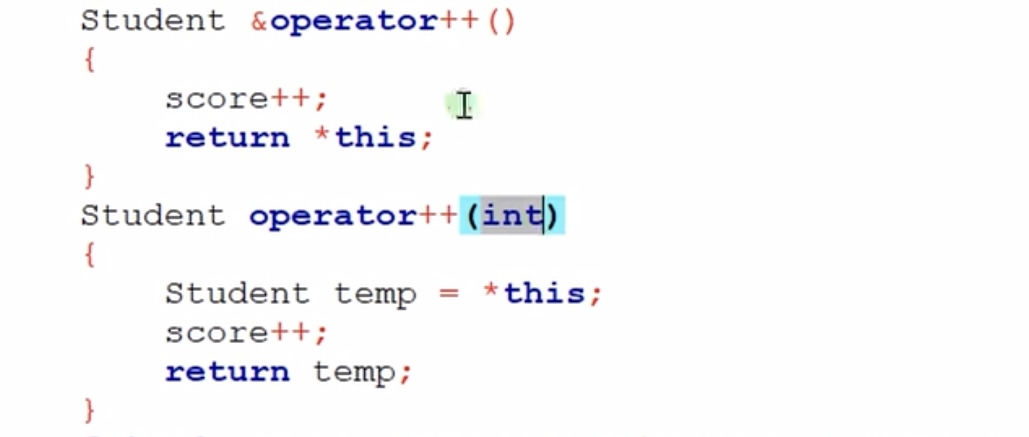 Student &operator++()
{
score++;
return *this;
}
Student operator++(int)
{
Student temp = *this;
score++;
return temp;
}